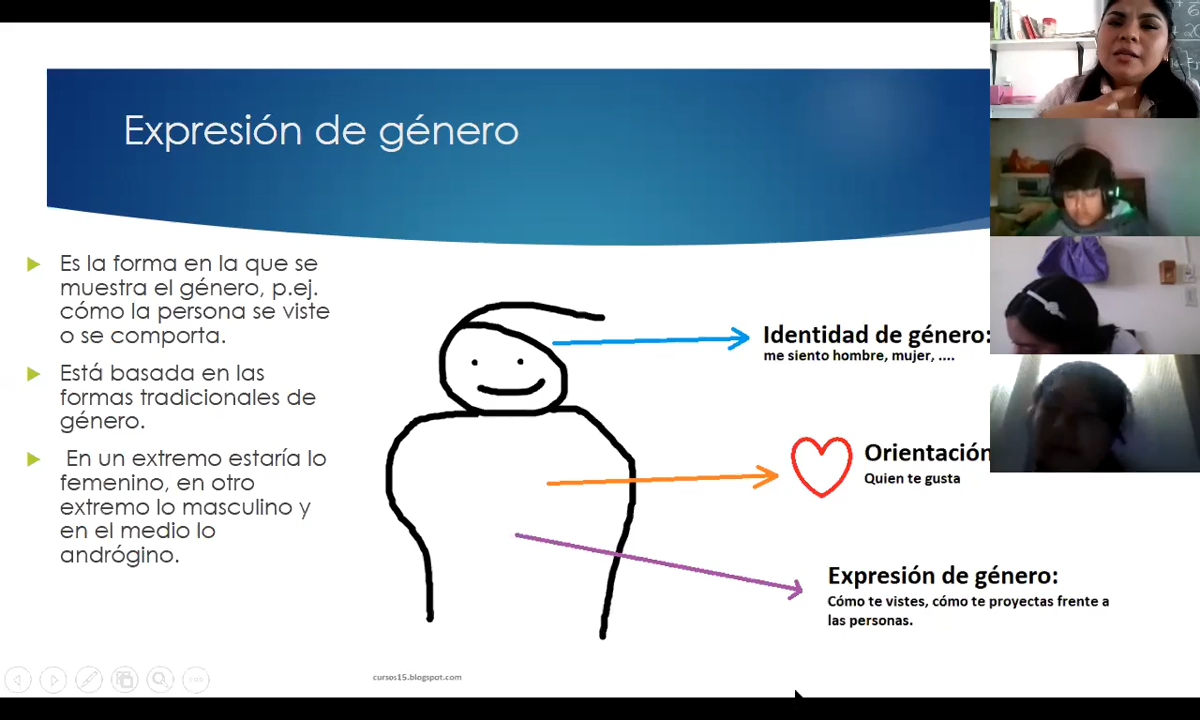 Expresión de género
Es la forma en la que se
muestra el género, p.ej.
cómo la persona se viste
o se comporta.
Está basada en las
formas tradicionales de
género.
En un extremo estaría lo
femenino, en otro
extremo lo masculino y
en el medio lo
andrógino.
Identidad de género:
me siento hombre, mujer, ....
Orientación
Quien te gusta
Expresión de género:
Cómo te vistes, cómo te proyectas frente a
las personas.
cursos15.blogspot.com